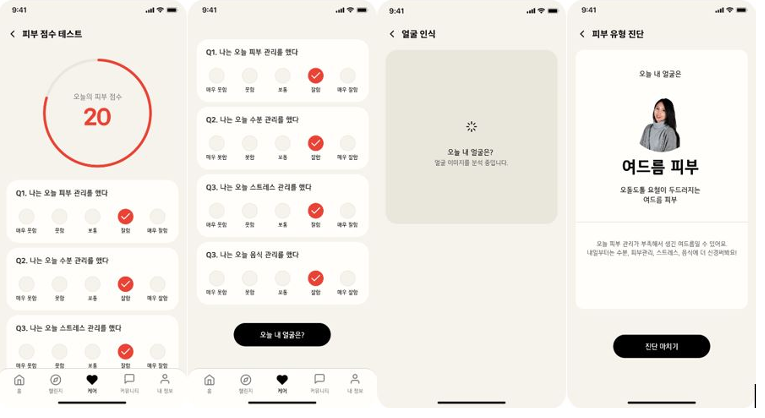 9:41
피부 점수 테스트
오늘의 피부 점수
20
Q1. 나는 오늘 피부 관리를 했다
매우 못함 못함 보통 잘함 매우 잘함
Q2. 나는 오늘 수분 관리를 했다
매우 못함 못함 보통 잘함 매우 잘함
Q3. 나는 오늘 스트레스 관리를 했다
매우 못함 못함 보통 잘함 매우 잘함
홈 챌린지 케어 커뮤니티 내 정보
9:41
Q1. 나는 오늘 피부 관리를 했다
매우 못함 못함 보통 잘함 매우 잘함
Q2. 나는 오늘 수분 관리를 했다
매우 못함 못함 보통 잘함 매우 잘함
Q3. 나는 오늘 스트레스 관리를 했다
매우 못함 못함 보통 잘함 매우 잘함
Q3. 나는 오늘 음식 관리를 했다
매우 못함 못함 보통 잘함 매우 잘함
오늘 내 얼굴은?
홈 챌린지 케어 커뮤니티 내 정보
9:41
얼굴 인식
오늘 내 얼굴은?
얼굴 이미지를 분석 중입니다.
9:41
피부 유형 진단
오늘 내 얼굴은
여드름 피부
오돌도톨 요철이 두드러지는
여드름 피부
오늘 피부 관리가 부족해서 생긴 여드름일 수 있어요.
내일부터는 수분, 피부관리, 스트레스, 음식에 더 신경써봐요!
진단 마치기